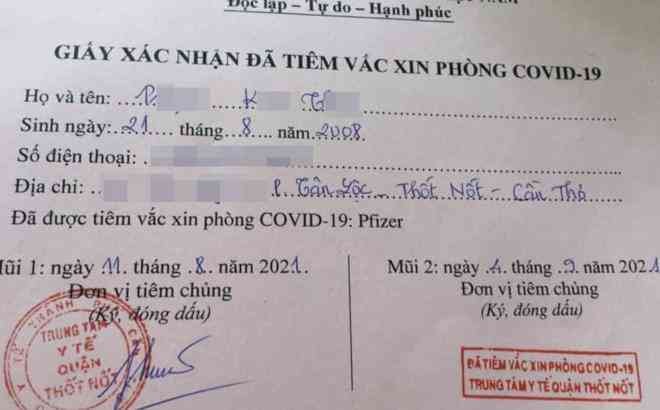 Độc lập – Tự do – Hạnh phúc
GIẤY XÁC NHẬN ĐÃ TIÊM VẮC XIN PHÒNG COVID-19
Họ và tên: ... P. ... K ...
Sinh ngày: 21 tháng 8 năm 2008
Số điện thoại:
Địa chỉ: ... P. Tân Lộc - Thốt Nốt - Cần Thơ
Đã được tiêm vắc xin phòng COVID-19: Pfizer
Mũi 1: ngày 11 tháng 8 năm 2021.
Đơn vị tiêm chủng
(Ký, đóng dấu)
TRUNG TÂM
Y TẾ
QUẬN
THỐT NỐT
Mũi 2: ngày 4 tháng 9 năm 2021
Đơn vị tiêm chủng
(Ký, đóng dấu)
ĐÃ TIÊM VẮC XIN PHÒNG COVID-19
TRUNG TÂM Y TẾ QUẬN THỐT NỐT